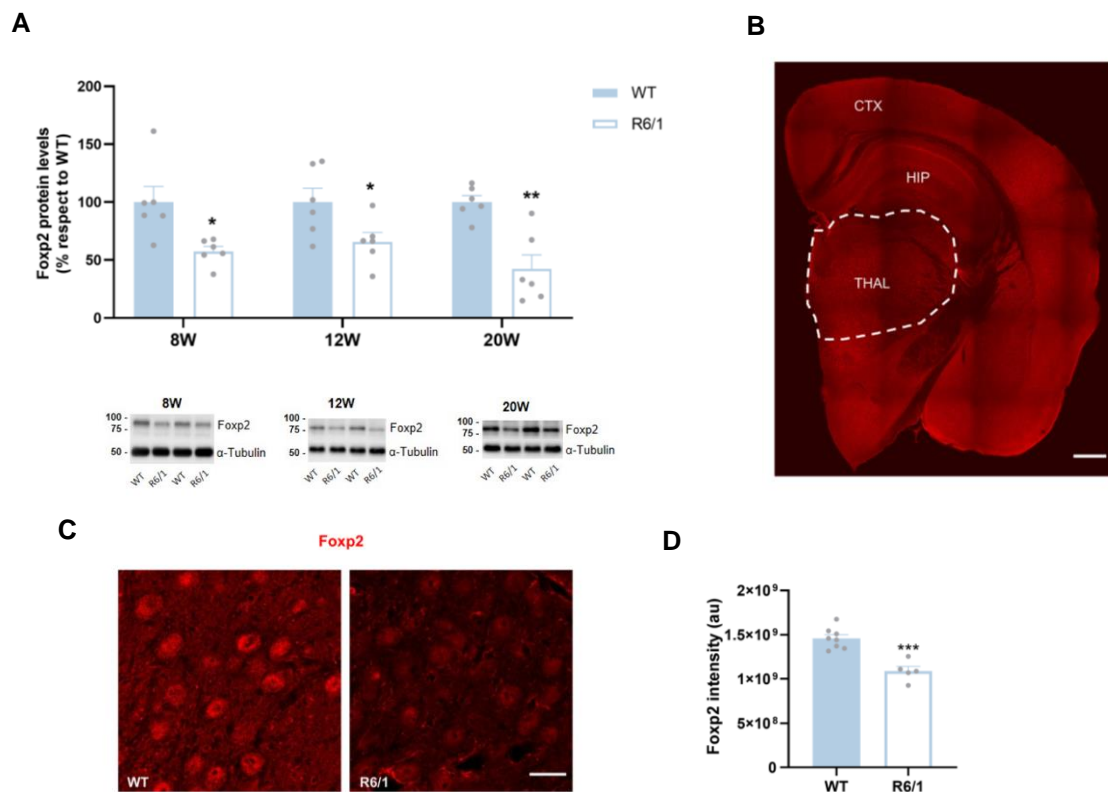 A
Foxp2 protein levels
(% respect to WT)
200
150
100
50
0
*
*
**
8W
12W
20W
WT
R6/1
8W
100 -
75 -
50 -
Foxp2
α-Tubulin
WT
R6/1
WT
R6/1
12W
100 -
75 -
50 -
Foxp2
α-Tubulin
WT
R6/1
WT
R6/1
20W
100 -
75 -
50 -
Foxp2
α-Tubulin
WT
R6/1
WT
R6/1
B
CTX
HIP
THAL
C
Foxp2
WT
R6/1
D
Foxp2 intensity (au)
2×10⁹
1.5×10⁹
1×10⁹
5×10⁸
0
***
WT
R6/1